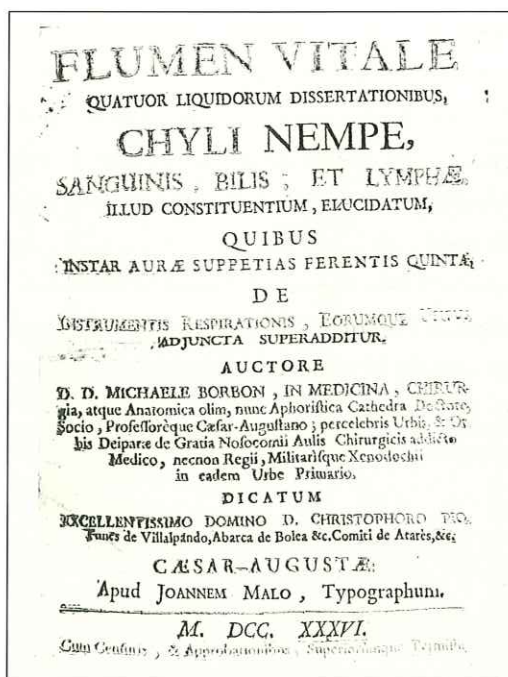 FLUMEN VITALE
QUATUOR LIQUIDORUM DISSERTATIONIBUS,
CHYLI NEMPE,
SANGUINIS, BILIS; ET LYMPHÆ,
ILLUD CONSTITUENTIUM, ELUCIDATUM,
QUIBUS
INSTAR AURÆ SUPPETIAS FERENTIS QUINTA,
DE
INSTRUMENTIS RESPIRATIONIS, EORUMQUE
ADJUNCTA SUPERADDITUR.
AUCTORE
D. D. MICHAELE BORBON, IN MEDICINA, CHIRUR-
gia, atque Anatomica olim, nunc Aphoristica Cathedra
Socio, Professorèque Cæsar-Augustano; percelebris Urbis, & Or
bis Deiparæ de Gratia Nosocomii Aulis Chirurgicis addicto
Medico, necnon Regii, Militarisque Xenodochii
in eadem Urbe Primario,
DICATUM
EXCELLENTISSIMO DOMINO D. CHRISTOPHORO
Funes de Villalpando, Abarca de Bolea &c. Comiti de Atarès, &c,
CÆSAR-AUGUSTÆ:
Apud JOANNEM MALO, Typographum.
M. DCC. XXXVI.
Cum Censuris, & Approbationibus, Superiorumque